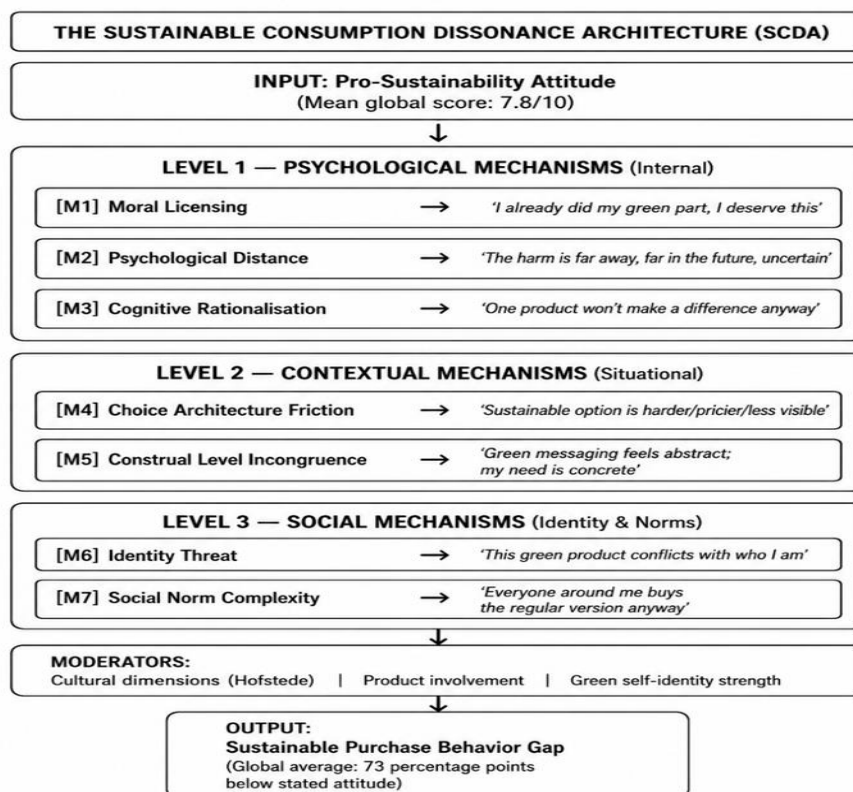 THE SUSTAINABLE CONSUMPTION DISSONANCE ARCHITECTURE (SCDA)
INPUT: Pro-Sustainability Attitude
(Mean global score: 7.8/10)
LEVEL 1 — PSYCHOLOGICAL MECHANISMS (Internal)
[M1] Moral Licensing → 'I already did my green part, I deserve this'
[M2] Psychological Distance → 'The harm is far away, far in the future, uncertain'
[M3] Cognitive Rationalisation → 'One product won't make a difference anyway'
LEVEL 2 — CONTEXTUAL MECHANISMS (Situational)
[M4] Choice Architecture Friction → 'Sustainable option is harder/pricier/less visible'
[M5] Construal Level Incongruence → 'Green messaging feels abstract;
my need is concrete'
LEVEL 3 — SOCIAL MECHANISMS (Identity & Norms)
[M6] Identity Threat → 'This green product conflicts with who I am'
[M7] Social Norm Complexity → 'Everyone around me buys
the regular version anyway'
MODERATORS:
Cultural dimensions (Hofstede) | Product involvement | Green self-identity strength
OUTPUT:
Sustainable Purchase Behavior Gap
(Global average: 73 percentage points
below stated attitude)